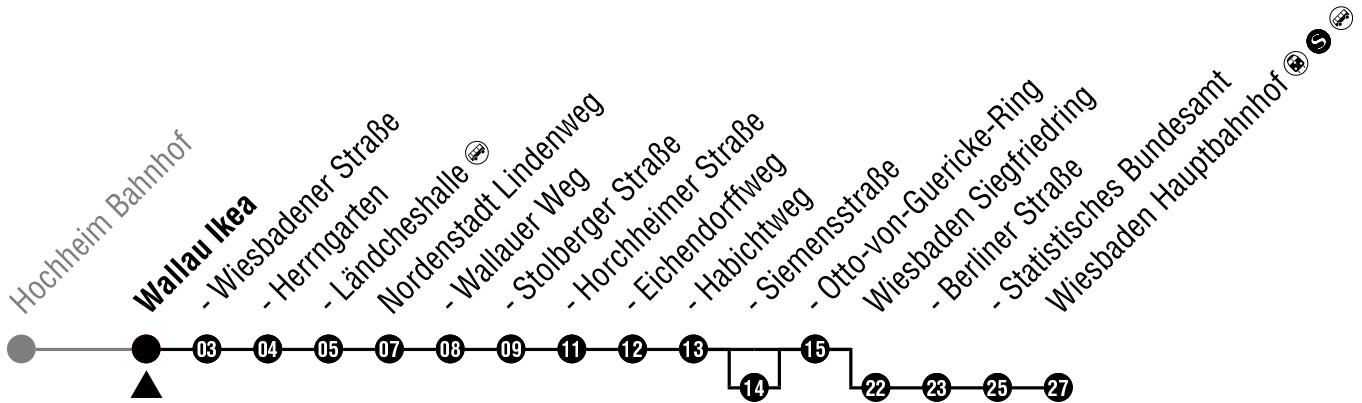 Hochheim Bahnhof
Wallau Ikea
- Wiesbadener Straße
- Herrngarten
- Ländcheshalle
Nordenstadt Lindenweg
- Wallauer Weg
- Stolberger Straße
- Horchheimer Straße
- Eichendorffweg
- Habichtweg
- Siemensstraße
- Otto-von-Guericke-Ring
Wiesbaden Siegfriedring
- Berliner Straße
- Statistisches Bundesamt
Wiesbaden Hauptbahnhof S
03 04 05 07 08 09 11 12 13 15
14 22 23 25 27